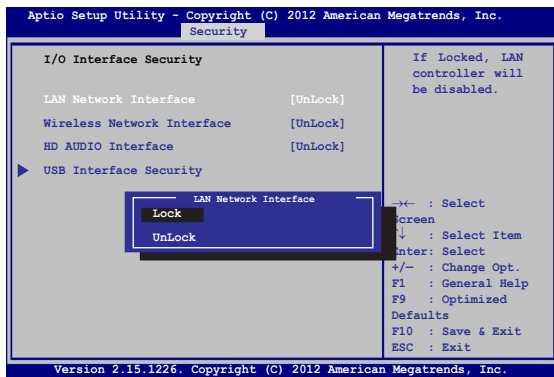 Aptio Setup Utility - Copyright (C) 2012 American Megatrends, Inc.
Security
I/O Interface Security
LAN Network Interface [UnLock]
Wireless Network Interface [UnLock]
HD AUDIO Interface [UnLock]
USB Interface Security
If Locked, LAN
controller will
be disabled.
LAN Network Interface
Lock
UnLock
→← : Select
Screen
↑↓ : Select Item
Enter: Select
+/— : Change Opt.
F1 : General Help
F9 : Optimized
Defaults
F10 : Save & Exit
ESC : Exit
Version 2.15.1226. Copyright (C) 2012 American Megatrends, Inc.